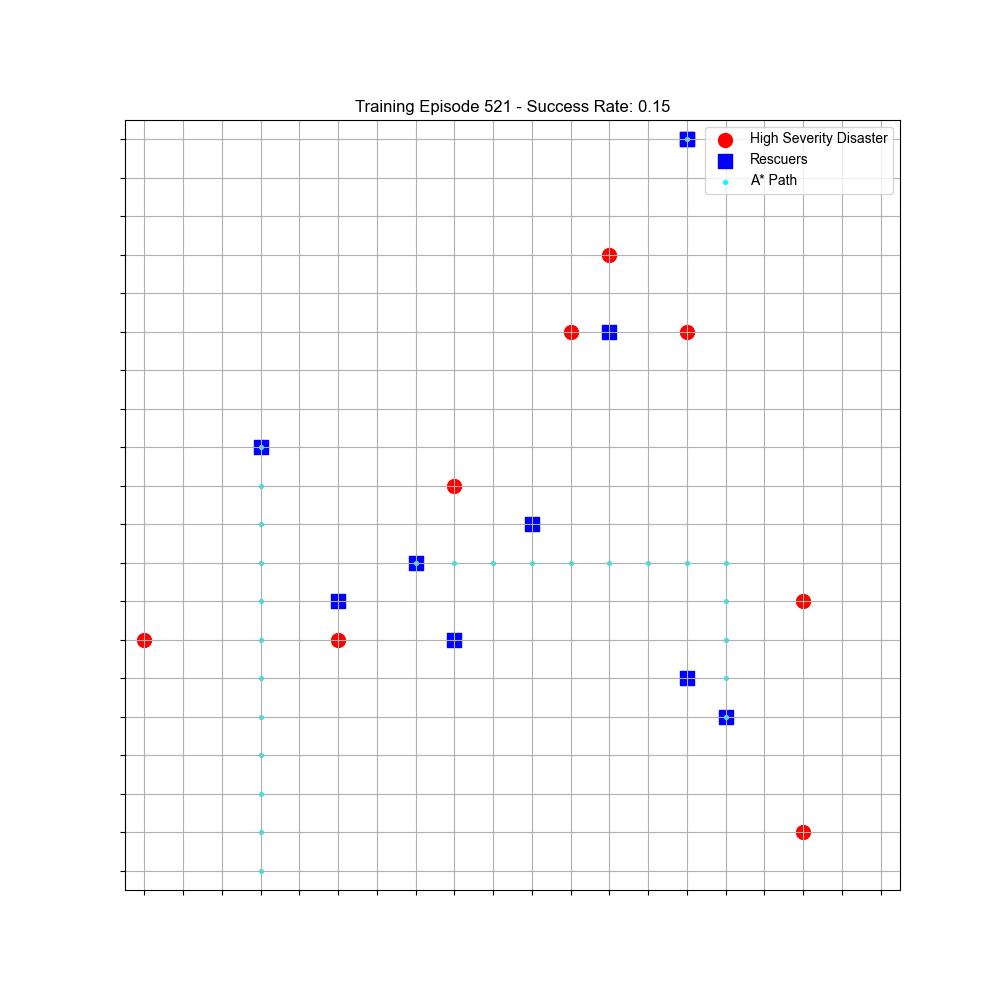 Training Episode 521 - Success Rate: 0.15
High Severity Disaster
Rescuers
A* Path